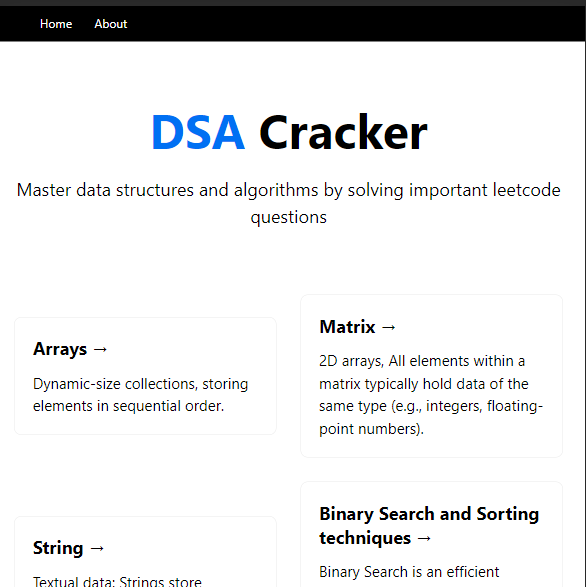 Home About
DSA Cracker
Master data structures and algorithms by solving important leetcode
questions
Arrays →
Dynamic-size collections, storing
elements in sequential order.
Matrix →
2D arrays, All elements within a
matrix typically hold data of the
same type (e.g., integers, floating-
point numbers).
String →
Textual data: Strings store
Binary Search and Sorting
techniques →
Binary Search is an efficient